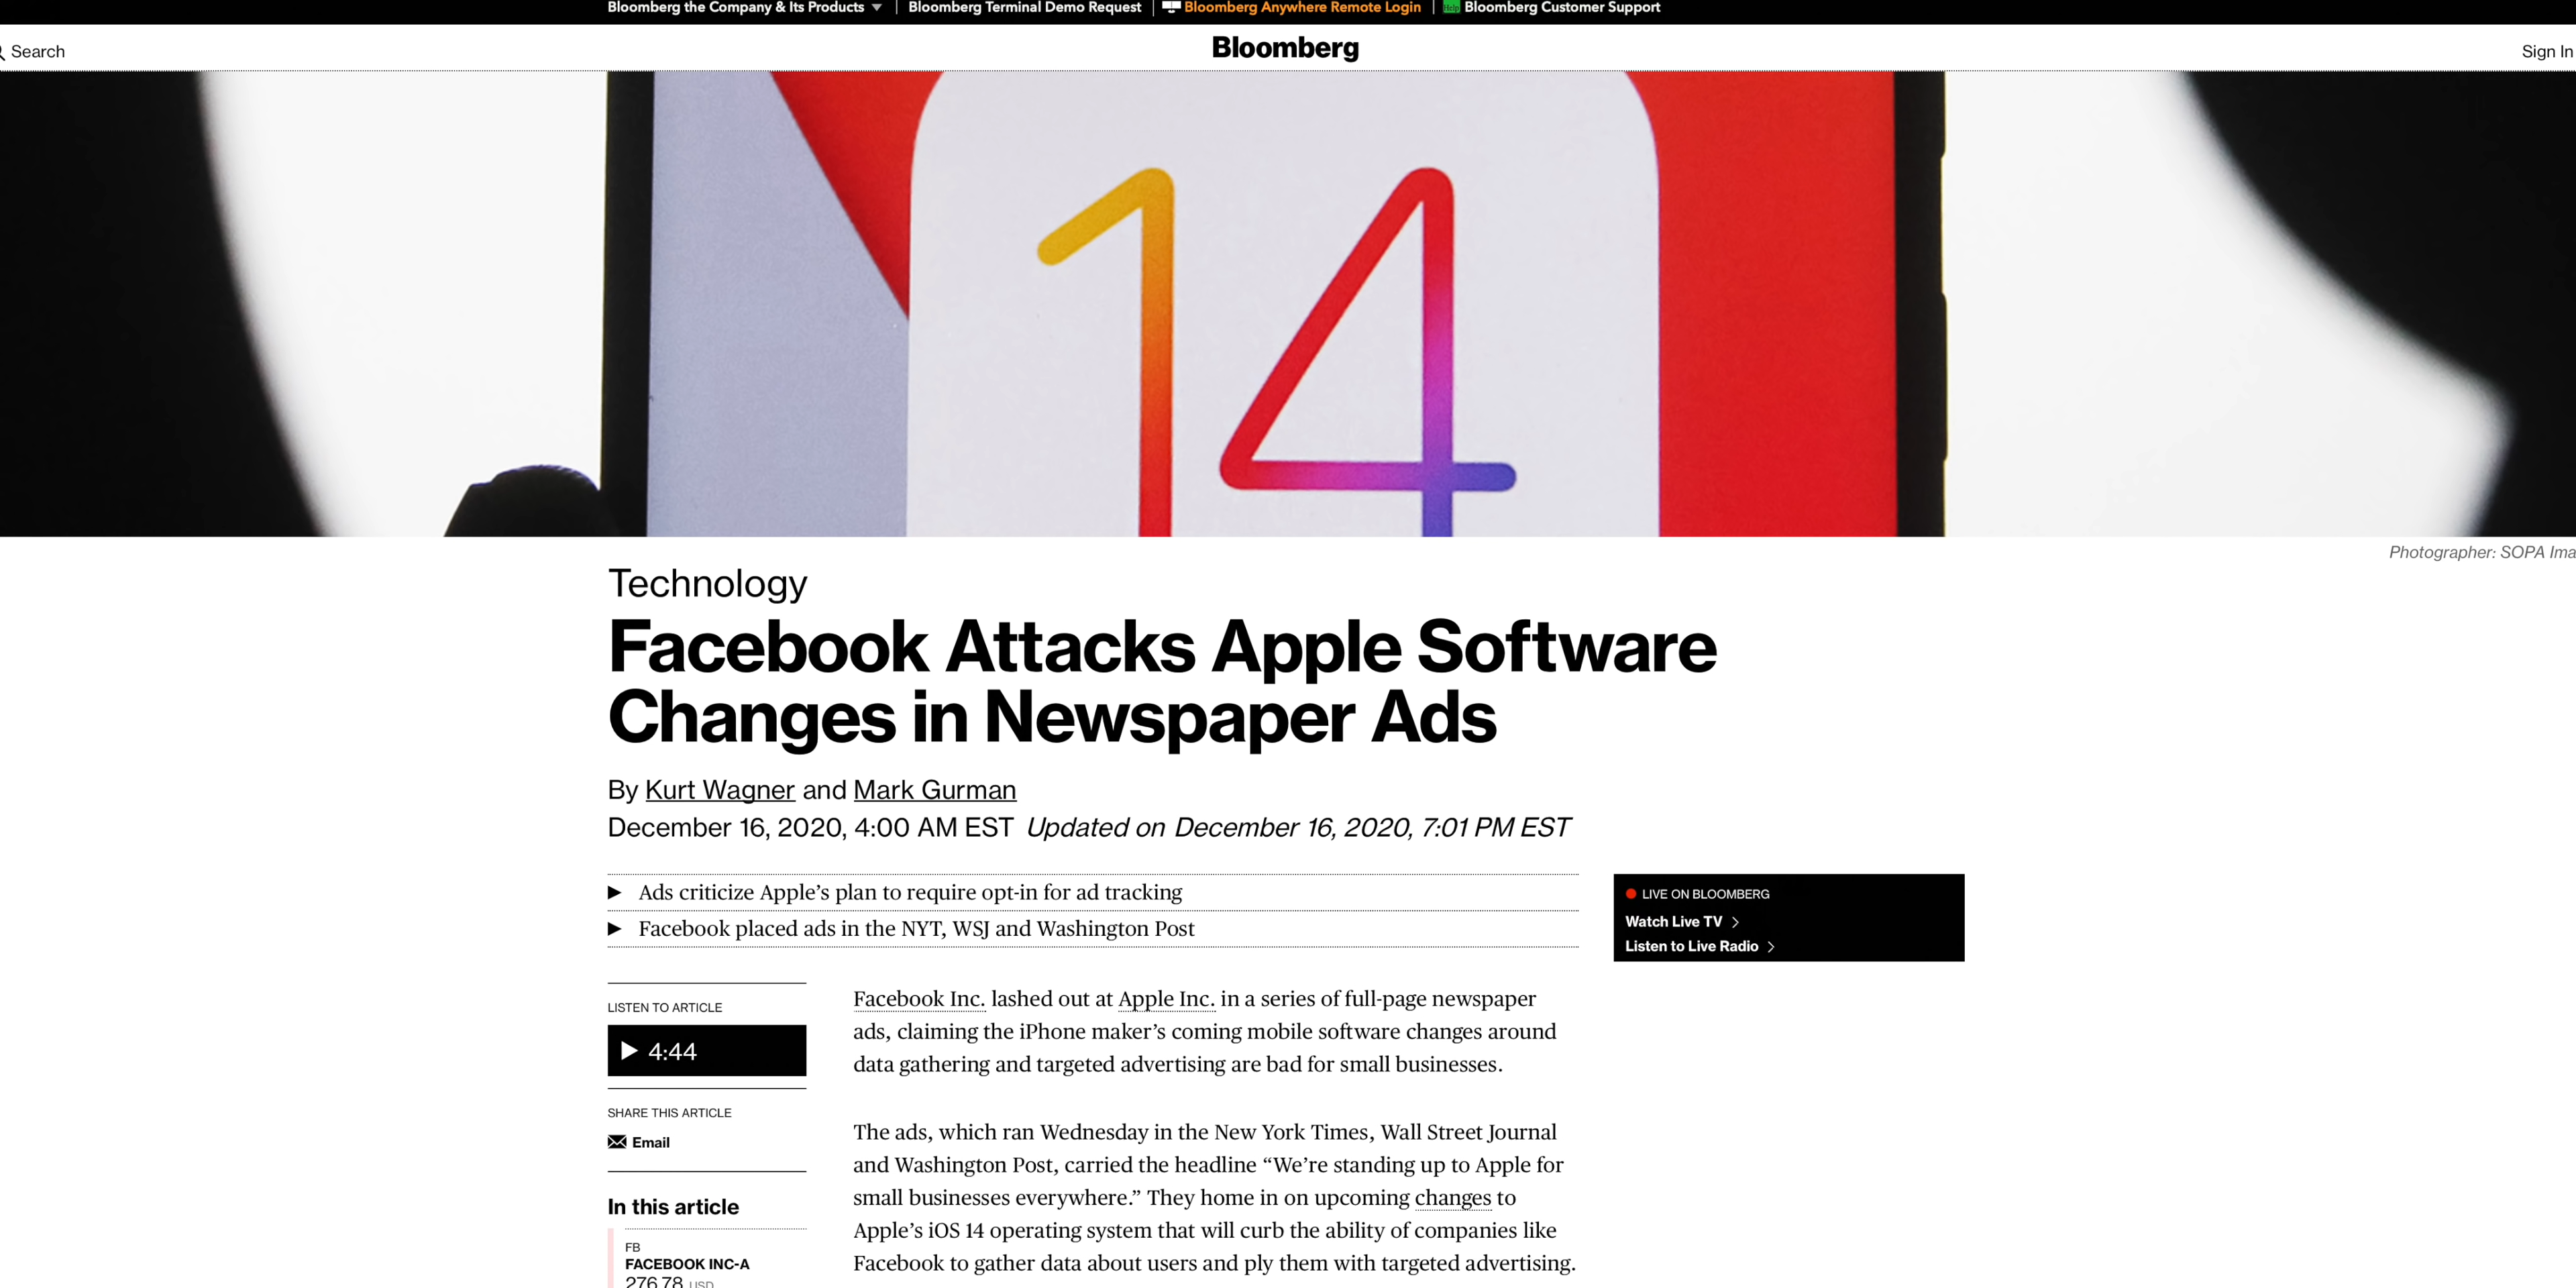 Bloomberg the Company & Its Products
Bloomberg Terminal Demo Request
Bloomberg Anywhere Remote Login
Help
Bloomberg Customer Support
Search
Bloomberg
Sign In
14
Photographer: SOPA Ima
Technology
Facebook Attacks Apple Software
Changes in Newspaper Ads
By Kurt Wagner and Mark Gurman
December 16, 2020, 4:00 AM EST Updated on December 16, 2020, 7:01 PM EST
Ads criticize Apple’s plan to require opt-in for ad tracking
Facebook placed ads in the NYT, WSJ and Washington Post
LIVE ON BLOOMBERG
Watch Live TV
Listen to Live Radio
LISTEN TO ARTICLE
4:44
SHARE THIS ARTICLE
Email
In this article
FB
FACEBOOK INC-A
276.78 USD
Facebook Inc. lashed out at Apple Inc. in a series of full-page newspaper
ads, claiming the iPhone maker’s coming mobile software changes around
data gathering and targeted advertising are bad for small businesses.
The ads, which ran Wednesday in the New York Times, Wall Street Journal
and Washington Post, carried the headline “We’re standing up to Apple for
small businesses everywhere.” They home in on upcoming changes to
Apple’s iOS 14 operating system that will curb the ability of companies like
Facebook to gather data about users and ply them with targeted advertising.